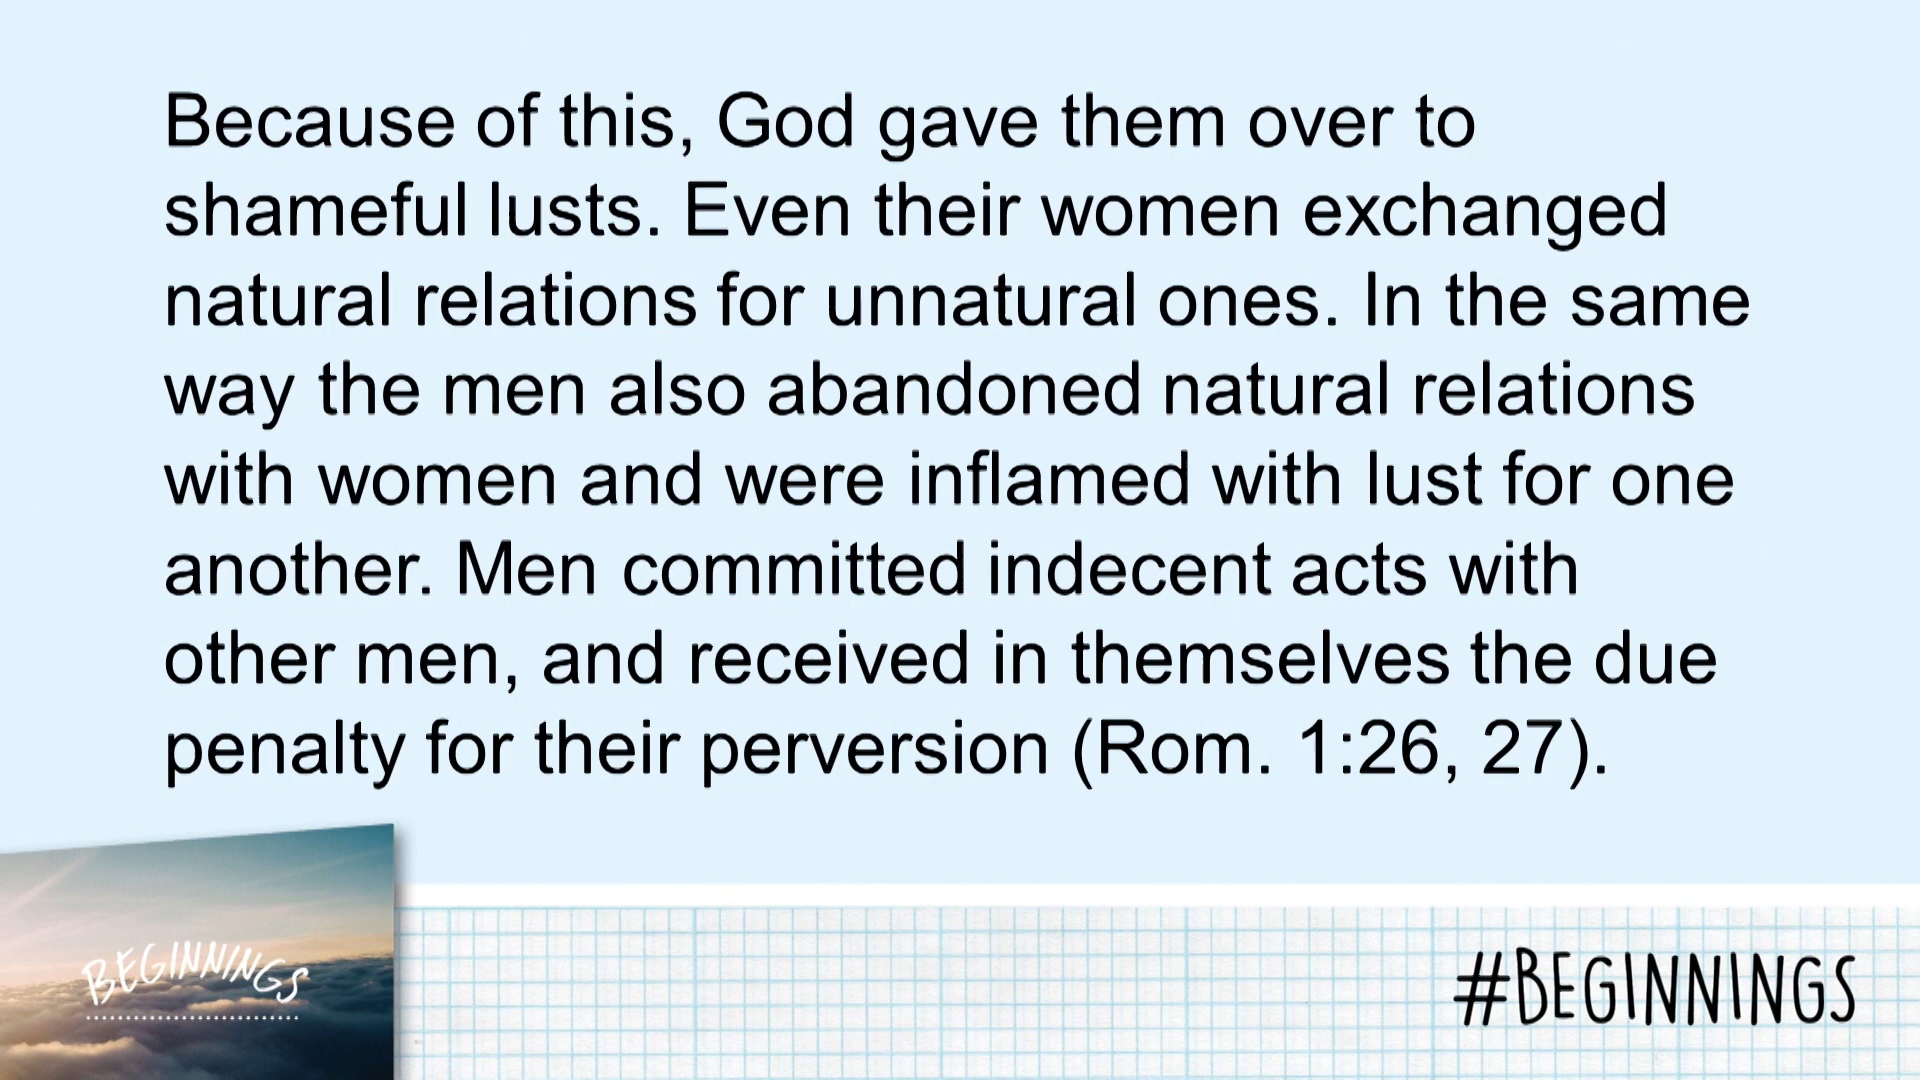 Because of this, God gave them over to
shameful lusts. Even their women exchanged
natural relations for unnatural ones. In the same
way the men also abandoned natural relations
with women and were inflamed with lust for one
another. Men committed indecent acts with
other men, and received in themselves the due
penalty for their perversion (Rom. 1:26, 27).
BEGINNINGS
#BEGINNINGS